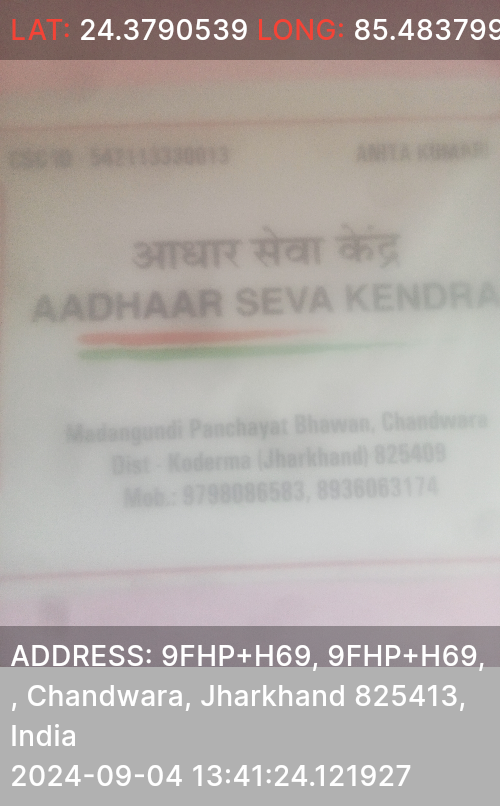 LAT: 24.3790539 LONG: 85.483799
CSC ID 542113330013 ANITA KUMARI
आधार सेवा केंद्र
AADHAAR SEVA KENDRA
Madangundi Panchayat Bhawan, Chandwara
Dist - Koderma (Jharkhand) 825409
Mob.: 9798086583, 8936063174
ADDRESS: 9FHP+H69, 9FHP+H69,
, Chandwara, Jharkhand 825413,
India
2024-09-04 13:41:24.121927